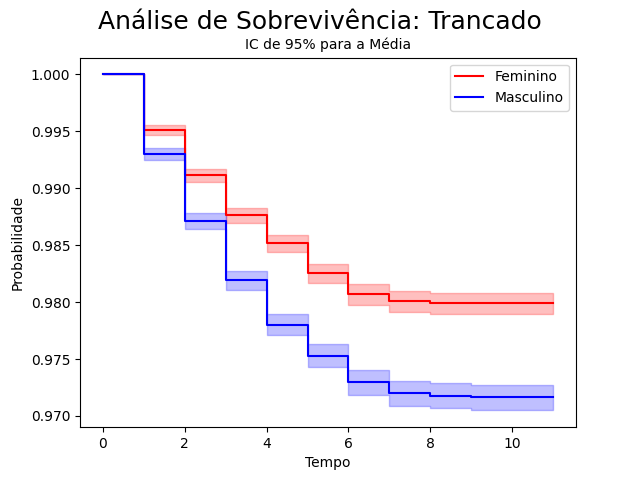 Análise de Sobrevivência: Trancado
IC de 95% para a Média
Feminino
Masculino
1.000
0.995
0.990
0.985
0.980
0.975
0.970
Probabilidade
0 2 4 6 8 10
Tempo